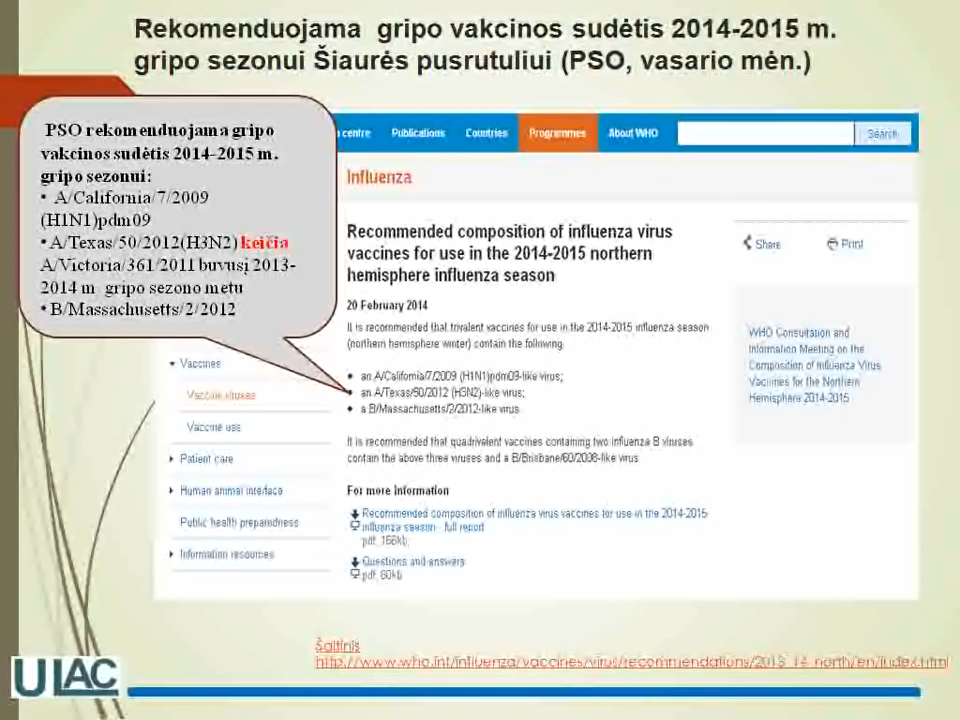 Rekomenduojama gripo vakcinos sudėtis 2014-2015 m.
gripo sezonui Šiaurės pusrutuliui (PSO, vasario mėn.)
PSO rekomenduojama gripo
vakcinos sudėtis 2014-2015 m.
gripo sezonui:
• A/California/7/2009
(H1N1)pdm09
• A/Texas/50/2012(H3N2) keičia
A/Victoria/361/2011 buvusį 2013-
2014 m gripo sezono metu
• B/Massachusetts/2/2012
centre Publications Countries Programmes About WHO Search
Influenza
Recommended composition of influenza virus
vaccines for use in the 2014-2015 northern
hemisphere influenza season
Share Print
20 February 2014
It is recommended that trivalent vaccines for use in the 2014-2015 influenza season
(northern hemisphere winter) contain the following
• an A/California/7/2009 (H1N1)pdm09-like virus;
• an A/Texas/50/2012 (H3N2)-like virus;
• a B/Massachusetts/2/2012-like virus
It is recommended that quadrivalent vaccines containing two influenza B viruses
contain the above three viruses and a B/Brisbane/60/2008-like virus
For more information
Recommended composition of influenza virus vaccines for use in the 2014-2015
influenza season - full report
pdf, 166kb
Questions and answers
pdf, 60kb
WHO Consultation and
Information Meeting on the
Composition of Influenza Virus
Vaccines for the Northern
Hemisphere 2014-2015
Vaccines
Vaccine viruses
Vaccine use
Patient care
Human animal interface
Public health preparedness
Information resources
Šaltinis
http://www.who.int/influenza/vaccines/virus/recommendations/2013_14_north/en/index.html
ULAC